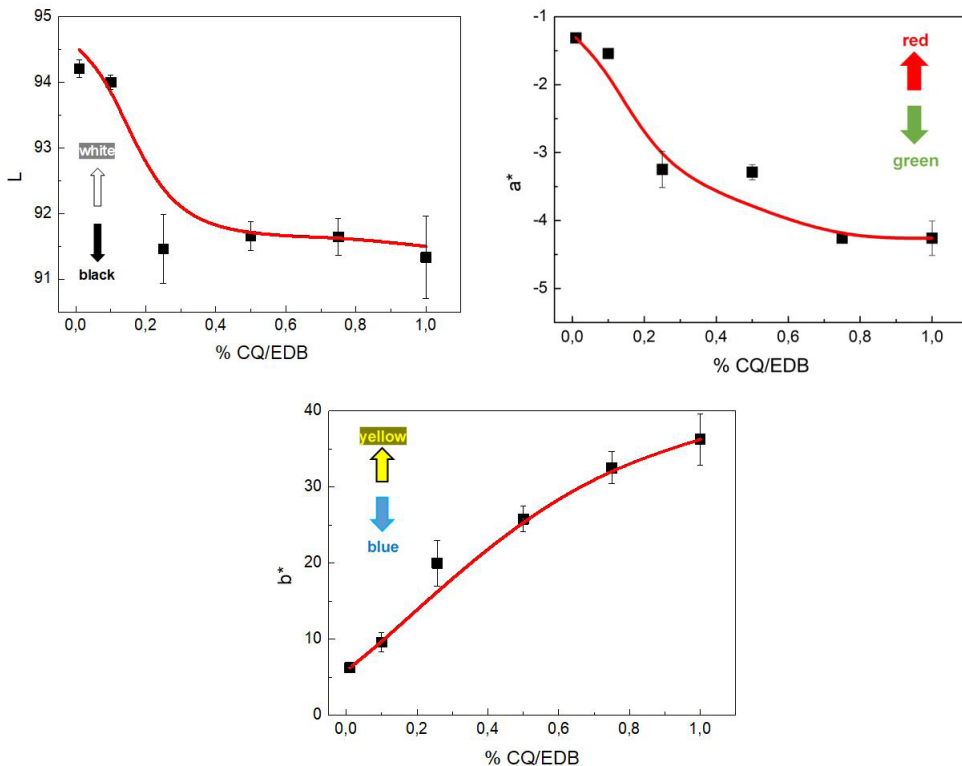 95
94
93
92
91
L
white
black
0,0 0,2 0,4 0,6 0,8 1,0
% CQ/EDB
-1
-2
-3
-4
-5
a*
red
green
0,0 0,2 0,4 0,6 0,8 1,0
% CQ/EDB
40
30
20
10
0
b*
yellow
blue
0,0 0,2 0,4 0,6 0,8 1,0
% CQ/EDB